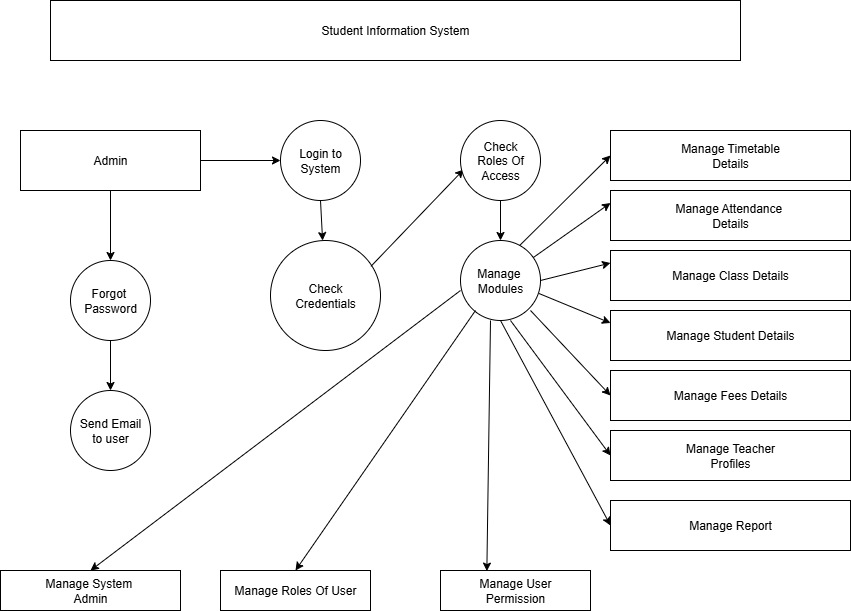 Student Information System
Admin
Login to
System
Check
Roles Of
Access
Manage Timetable
Details
Manage Attendance
Details
Forgot
Password
Check
Credentials
Manage
Modules
Manage Class Details
Manage Student Details
Manage Fees Details
Send Email
to user
Manage Teacher
Profiles
Manage Report
Manage System
Admin
Manage Roles Of User
Manage User
Permission